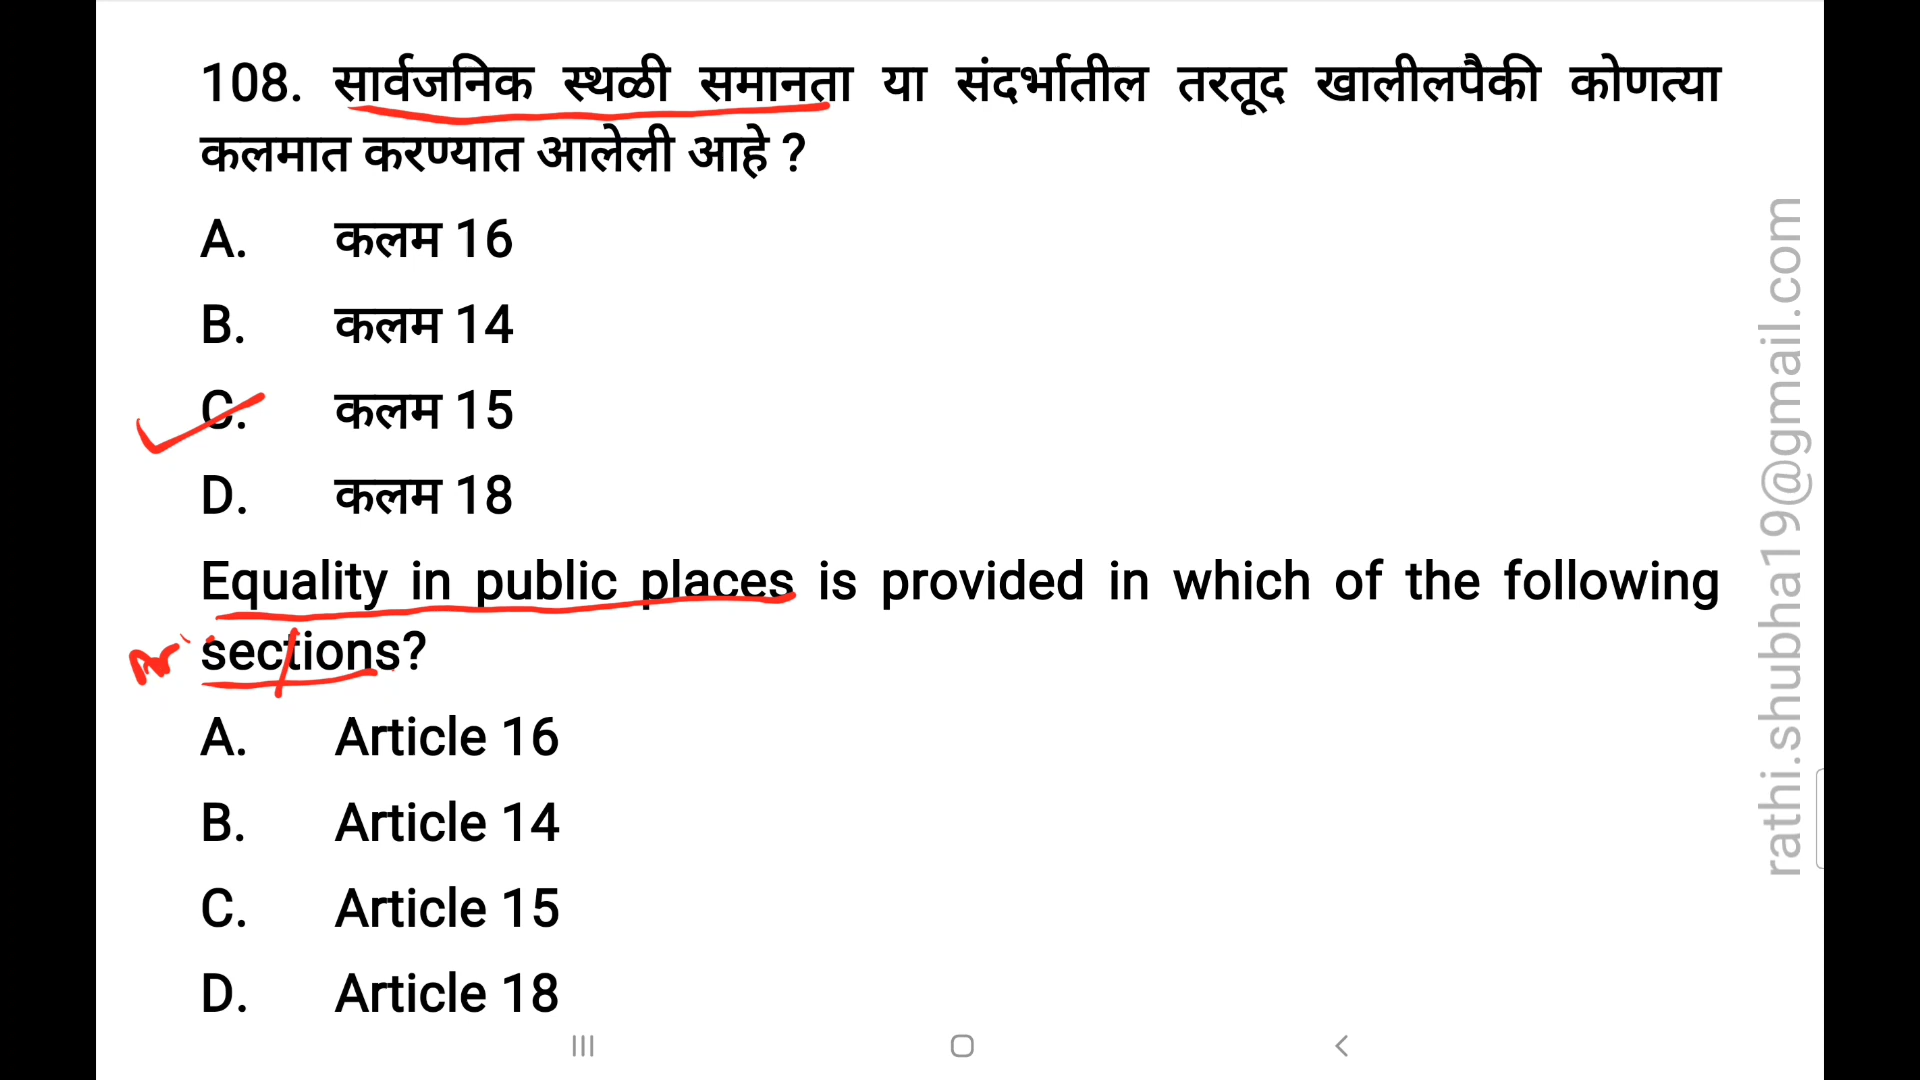 108. सार्वजनिक स्थळी समानता या संदर्भातील तरतूद खालीलपैकी कोणत्या
कलमात करण्यात आलेली आहे ?
A. कलम 16
B. कलम 14
C. कलम 15
D. कलम 18
Equality in public places is provided in which of the following
Ar sections?
A. Article 16
B. Article 14
C. Article 15
D. Article 18
rathi.shubha19@gmail.com